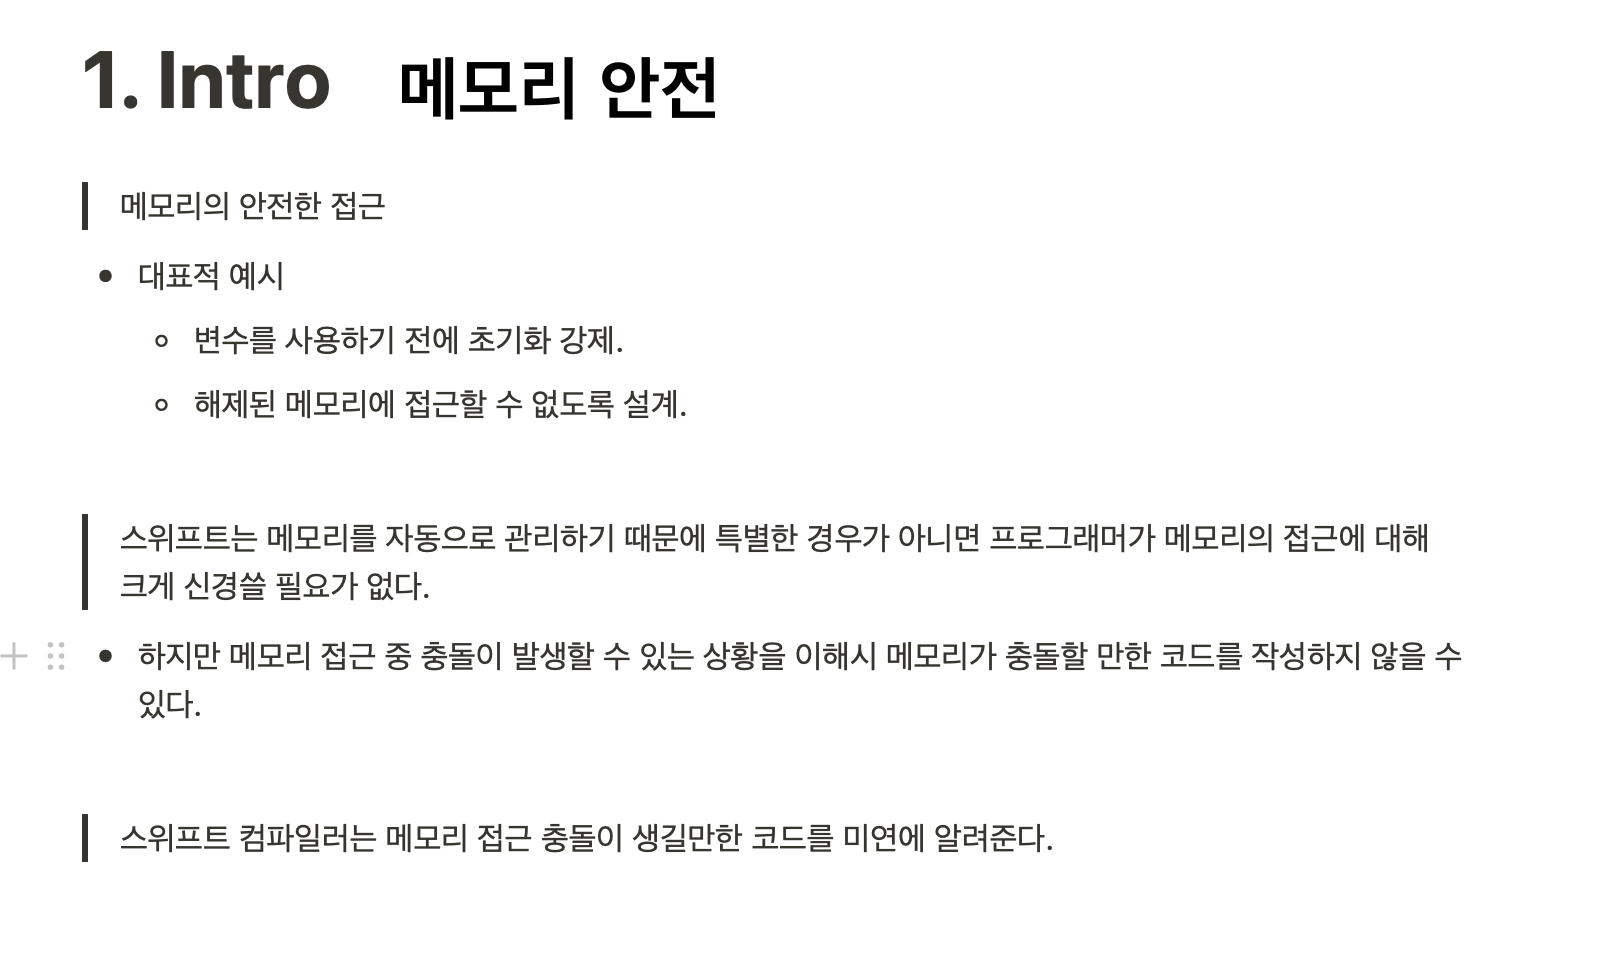 1. Intro 메모리 안전
메모리의 안전한 접근
대표적 예시
변수를 사용하기 전에 초기화 강제.
해제된 메모리에 접근할 수 없도록 설계.
스위프트는 메모리를 자동으로 관리하기 때문에 특별한 경우가 아니면 프로그래머가 메모리의 접근에 대해
크게 신경쓸 필요가 없다.
하지만 메모리 접근 중 충돌이 발생할 수 있는 상황을 이해시 메모리가 충돌할 만한 코드를 작성하지 않을 수
있다.
스위프트 컴파일러는 메모리 접근 충돌이 생길만한 코드를 미연에 알려준다.